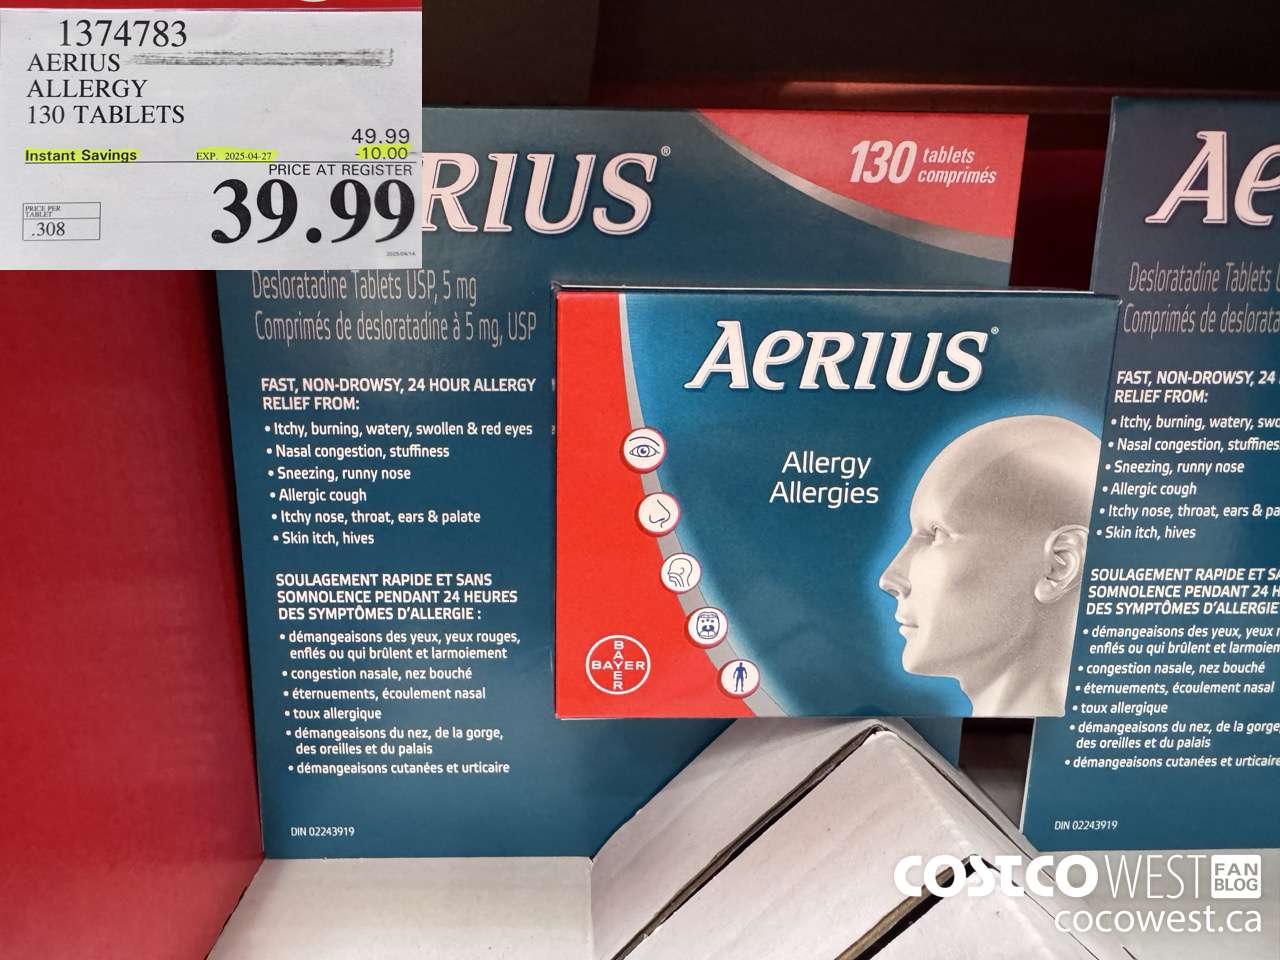 1374783
AERIUS
ALLERGY
130 TABLETS
49.99
Instant Savings EXP. 2025-04-27 -10.00
PRICE AT REGISTER
39.99
PRICE PER
TABLET
.308
2025/04/14
RIUS®
130 tablets
comprimés
Desloratadine Tablets USP, 5 mg
Comprimés de desloratadine à 5 mg, USP
FAST, NON-DROWSY, 24 HOUR ALLERGY
RELIEF FROM:
• Itchy, burning, watery, swollen & red eyes
• Nasal congestion, stuffiness
• Sneezing, runny nose
• Allergic cough
• Itchy nose, throat, ears & palate
• Skin itch, hives
SOULAGEMENT RAPIDE ET SANS
SOMNOLENCE PENDANT 24 HEURES
DES SYMPTÔMES D'ALLERGIE :
• démangeaisons des yeux, yeux rouges,
enflés ou qui brûlent et larmoiement
• congestion nasale, nez bouché
• éternuements, écoulement nasal
• toux allergique
• démangeaisons du nez, de la gorge,
des oreilles et du palais
• démangeaisons cutanées et urticaire
DIN 02243919
AERIUS®
Allergy
Allergies
BAYER
BAYER
AE
Desloratadine Tablets
Comprimés de deslorata
FAST, NON-DROWSY, 24
RELIEF FROM:
• Itchy, burning, watery, swo
• Nasal congestion, stuffines
• Sneezing, runny nose
• Allergic cough
• Itchy nose, throat, ears & pa
• Skin itch, hives
SOULAGEMENT RAPIDE ET SA
SOMNOLENCE PENDANT 24 H
DES SYMPTÔMES D'ALLERGIE
• démangeaisons des yeux, yeux r
enflés ou qui brûlent et larmoiem
• congestion nasale, nez bouché
• éternuements, écoulement nasal
• toux allergique
• démangeaisons du nez, de la gorge,
des oreilles et du palais
• démangeaisons cutanées et urticaire
DIN 02243919
COSTCO WEST FAN
BLOG
cocowest.ca